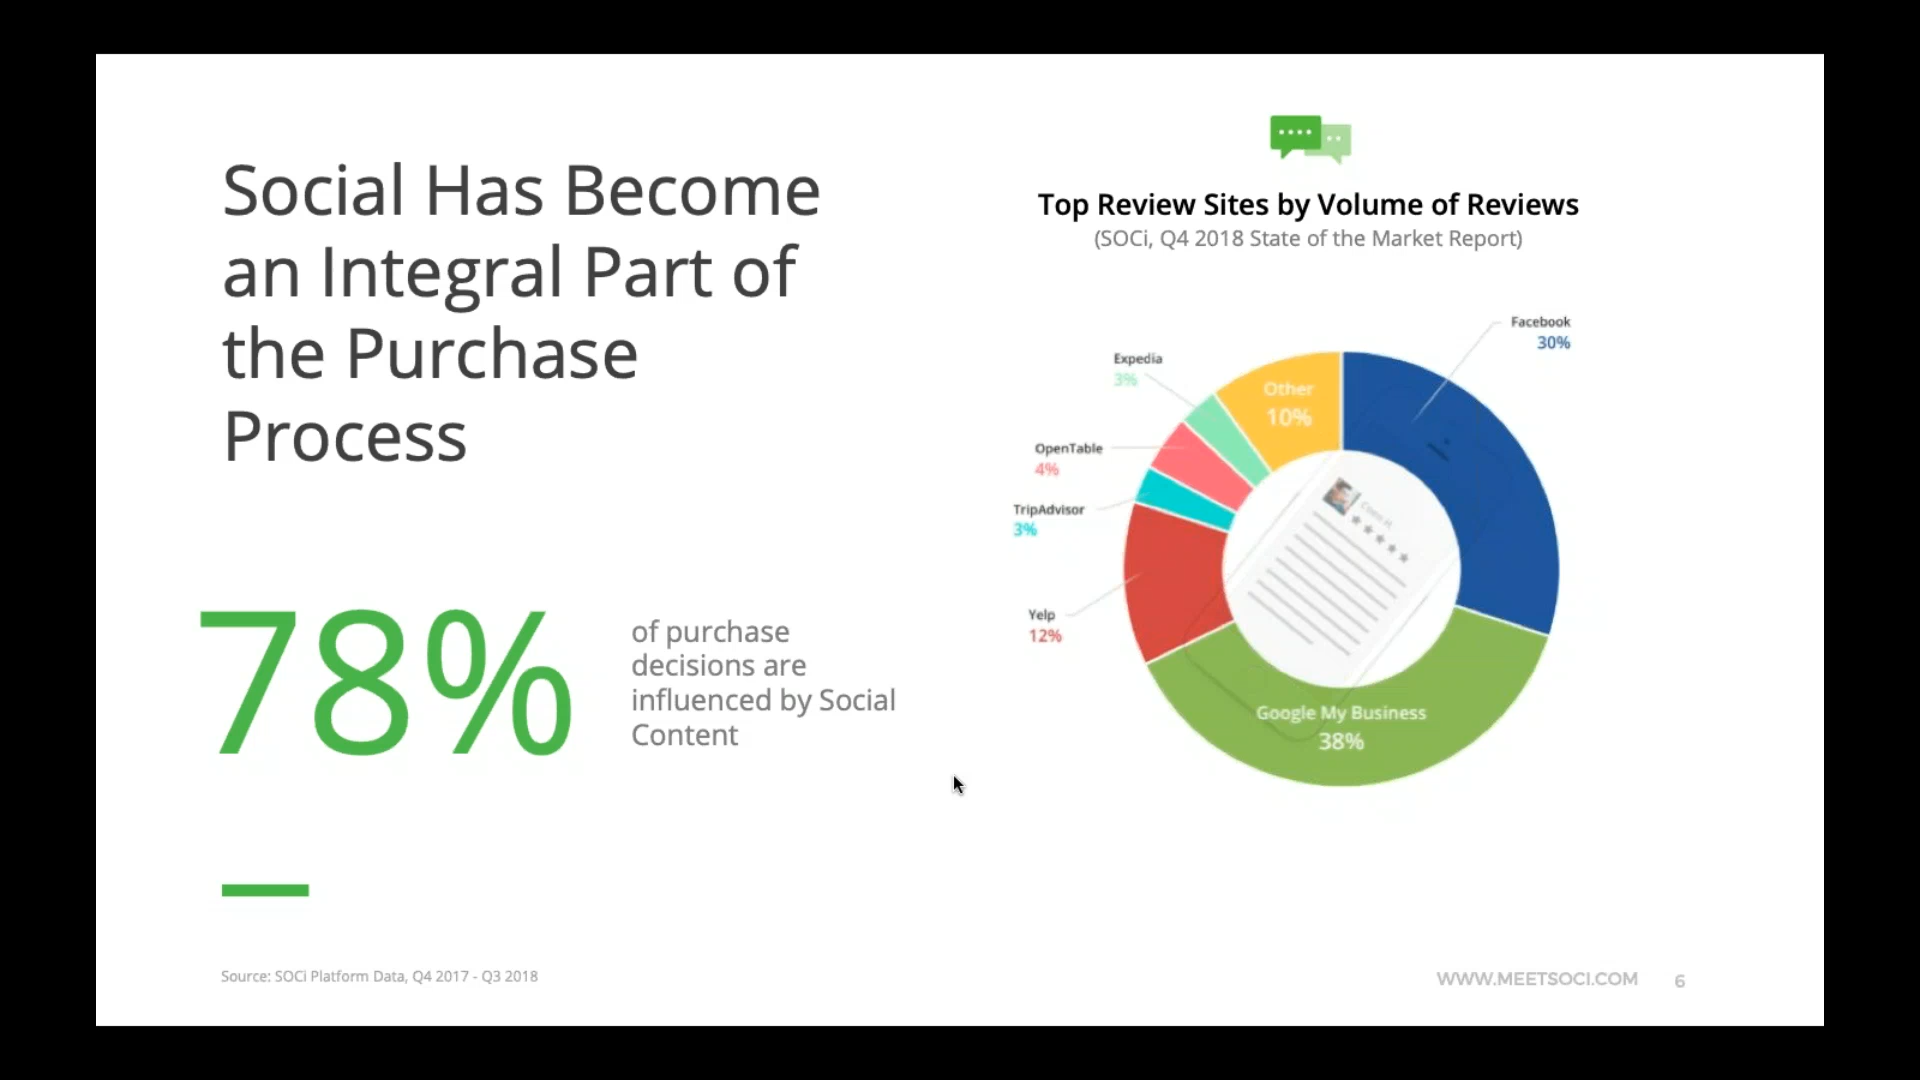 Social Has Become
an Integral Part of
the Purchase
Process
78%
of purchase
decisions are
influenced by Social
Content
Top Review Sites by Volume of Reviews
(SOCi, Q4 2018 State of the Market Report)
Facebook
30%
Expedia
3%
Other
10%
OpenTable
4%
TripAdvisor
3%
Yelp
12%
Google My Business
38%
Source: SOCi Platform Data, Q4 2017 - Q3 2018
WWW.MEETSOCI.COM 6